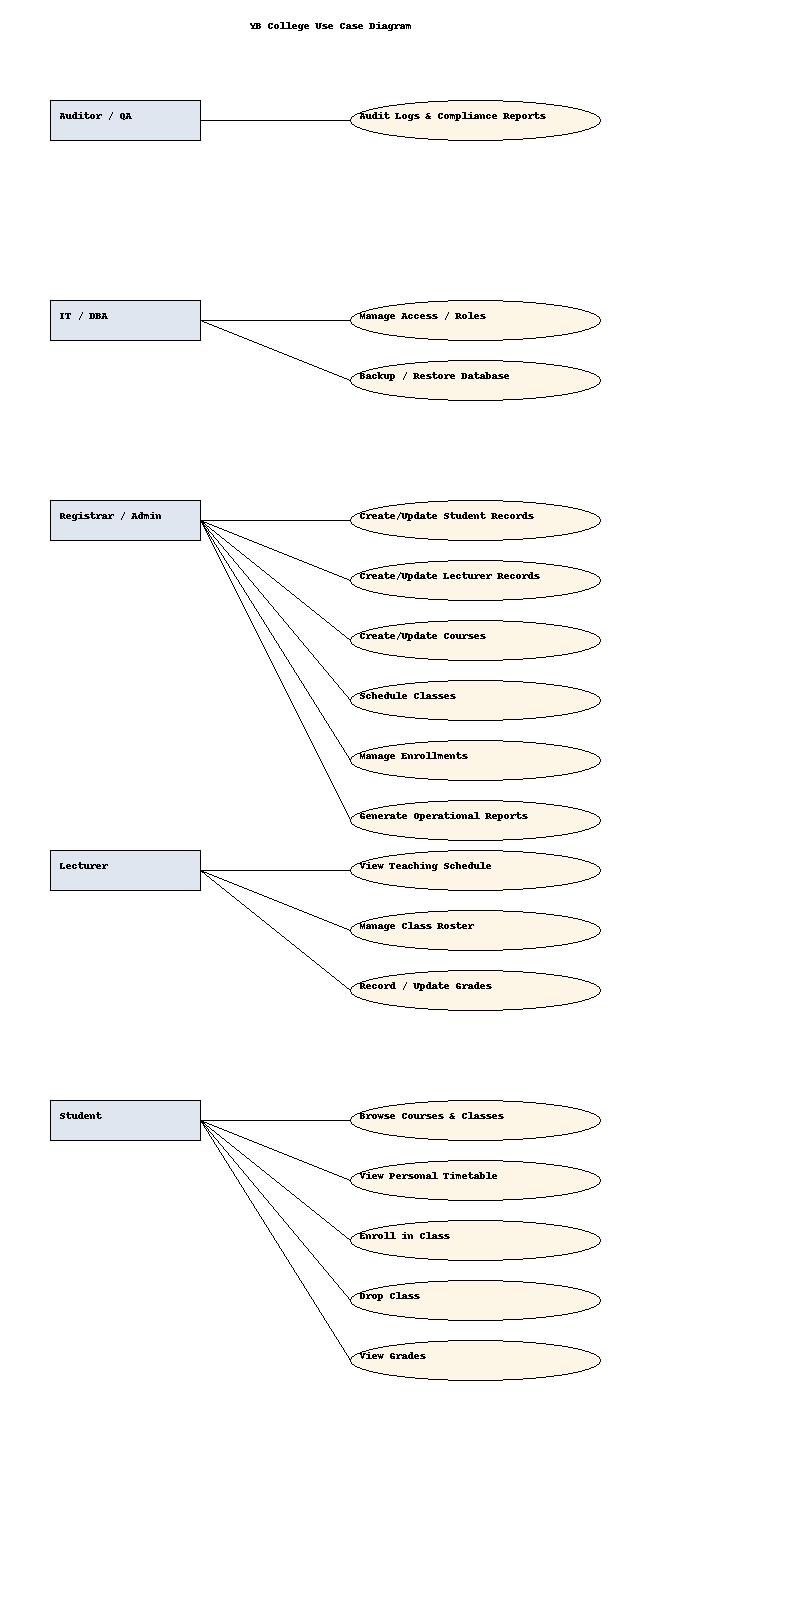 YB College Use Case Diagram
Auditor / QA
Audit Logs & Compliance Reports
IT / DBA
Manage Access / Roles
Backup / Restore Database
Registrar / Admin
Create/Update Student Records
Create/Update Lecturer Records
Create/Update Courses
Schedule Classes
Manage Enrollments
Generate Operational Reports
Lecturer
View Teaching Schedule
Manage Class Roster
Record / Update Grades
Student
Browse Courses & Classes
View Personal Timetable
Enroll in Class
Drop Class
View Grades